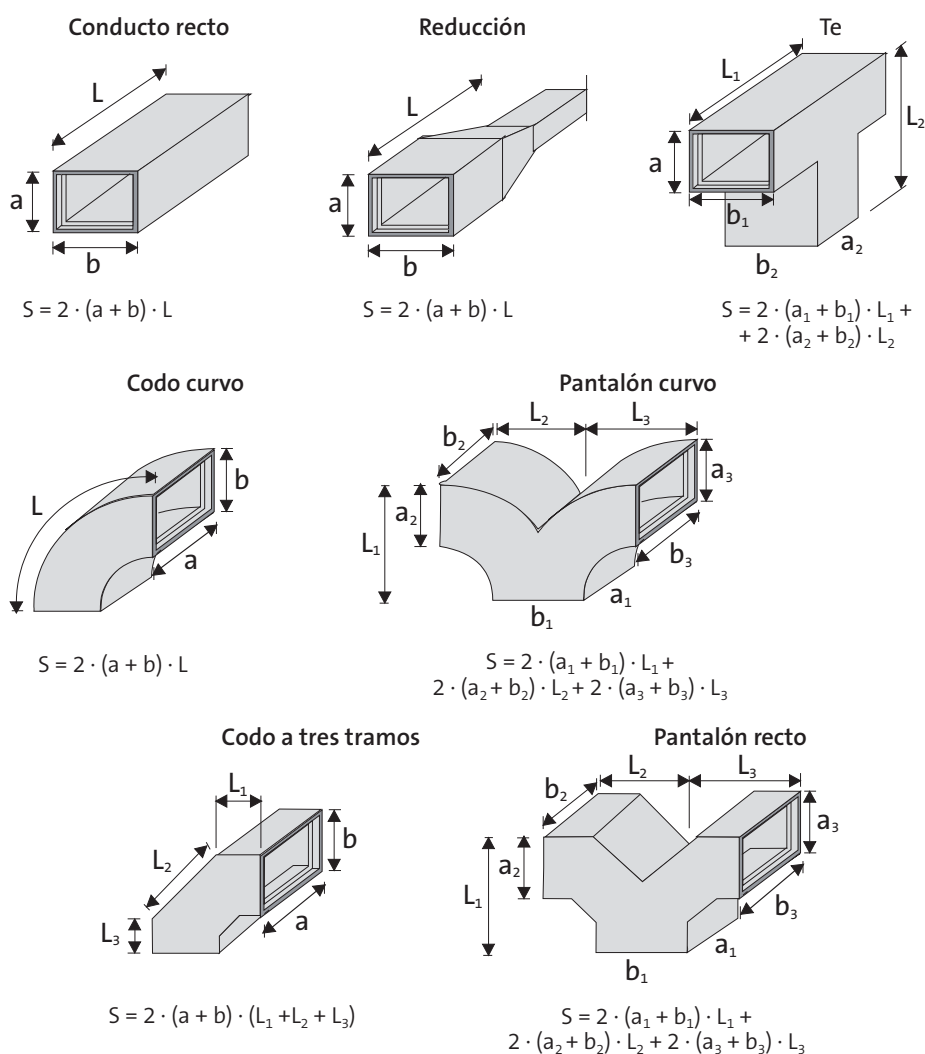 Conducto recto
L
a
b
S = 2 · (a + b) · L
Reducción
L
a
b
S = 2 · (a + b) · L
Te
L₁
L₂
a
b₁
a₂
b₂
S = 2 · (a₁ + b₁) · L₁ +
+ 2 · (a₂ + b₂) · L₂
Codo curvo
L
b
a
S = 2 · (a + b) · L
Pantalón curvo
L₂
L₃
b₂
a₃
a₂
L₁
b₃
a₁
b₁
S = 2 · (a₁ + b₁) · L₁ +
2 · (a₂ + b₂) · L₂ + 2 · (a₃ + b₃) · L₃
Codo a tres tramos
L₁
L₂
b
L₃
a
S = 2 · (a + b) · (L₁ +L₂ + L₃)
Pantalón recto
L₂
L₃
b₂
a₃
a₂
L₁
b₃
a₁
b₁
S = 2 · (a₁ + b₁) · L₁ +
2 · (a₂ + b₂) · L₂ + 2 · (a₃ + b₃) · L₃